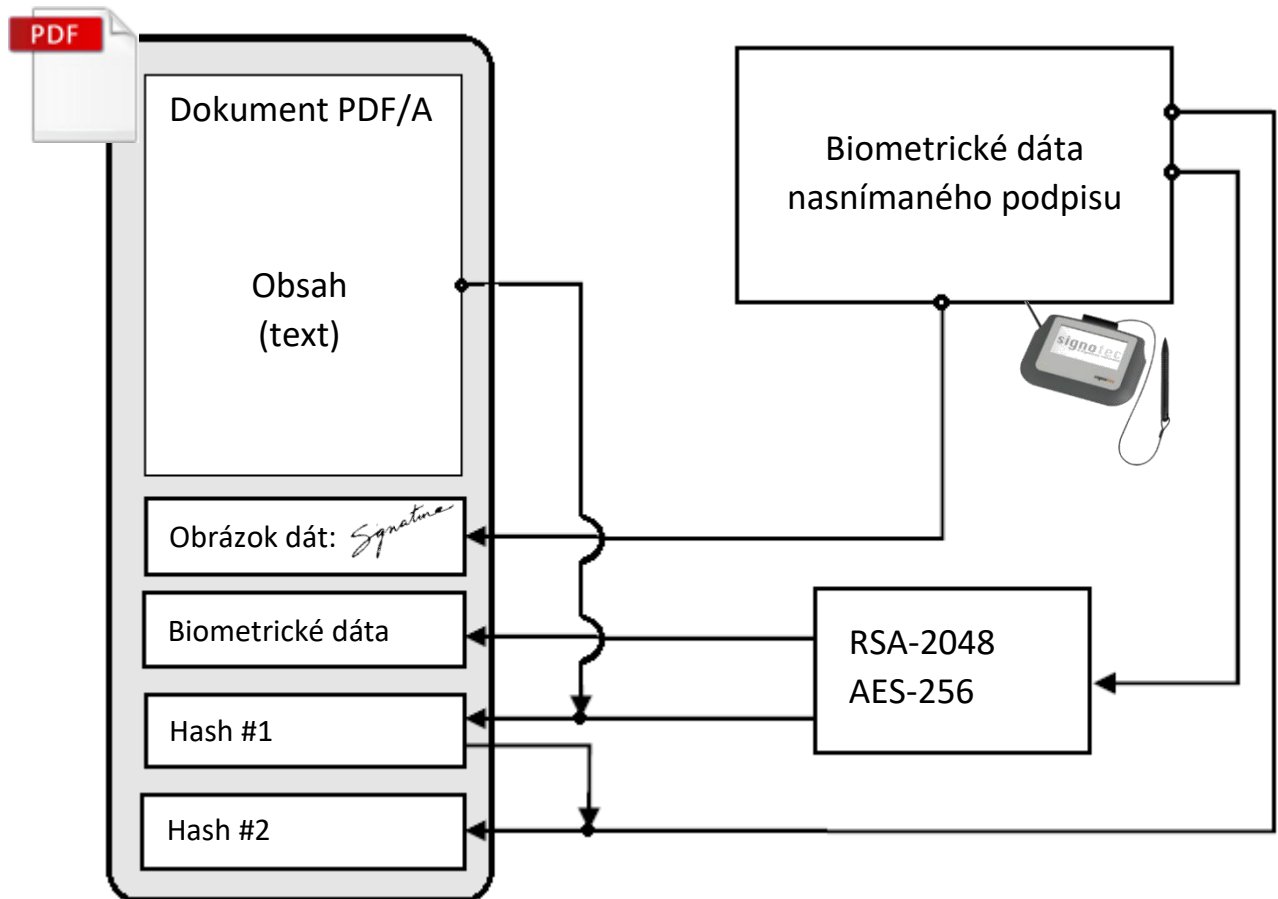 PDF
Dokument PDF/A
Obsah
(text)
Obrázok dát: Signature
Biometrické dáta
Hash #1
Hash #2
Biometrické dáta
nasnímaného podpisu
signotec
RSA-2048
AES-256